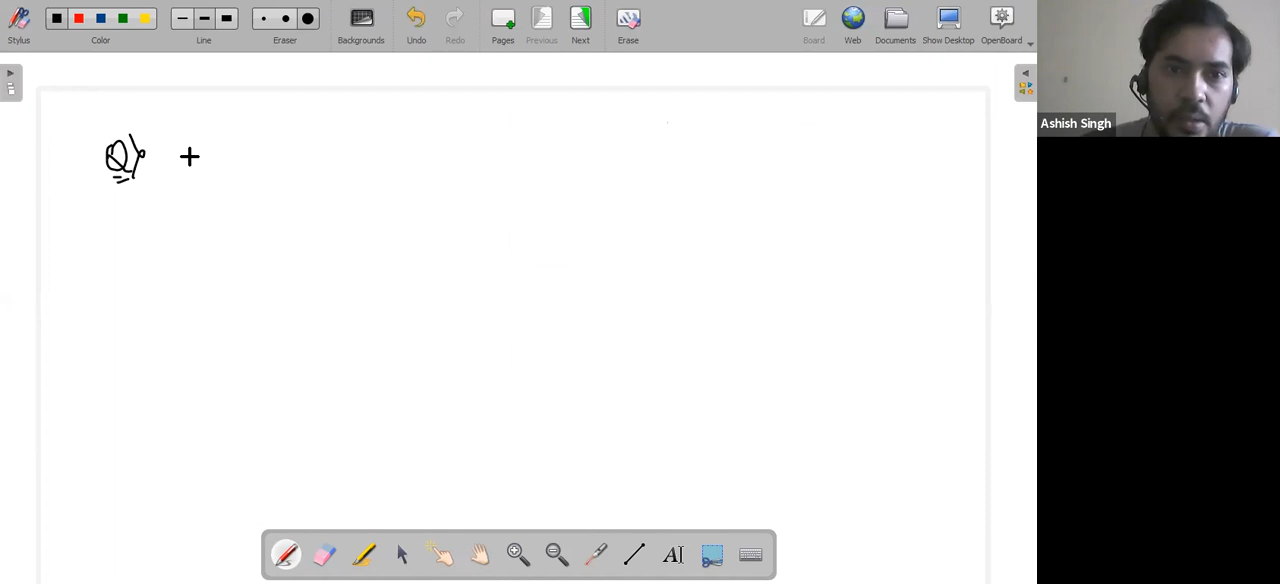 Stylus Color Line Eraser Backgrounds Undo Redo Pages Previous Next Erase Board Web Documents Show Desktop OpenBoard
Ashish Singh
Q) +
AI